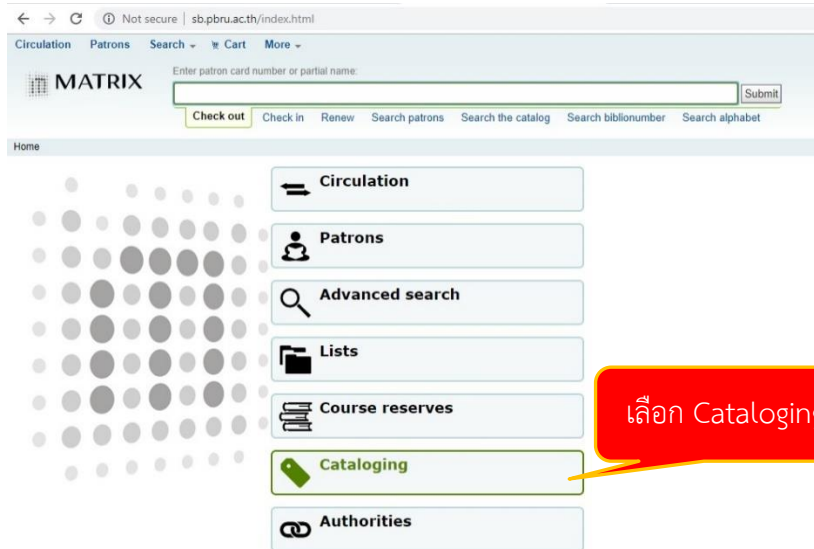 Not secure | sb.pbru.ac.th/index.html
Circulation Patrons Search Cart More
MATRIX
Enter patron card number or partial name:
Submit
Check out Check in Renew Search patrons Search the catalog Search biblionumber Search alphabet
Home
Circulation
Patrons
Advanced search
Lists
Course reserves
เลือก Cataloging
Cataloging
Authorities